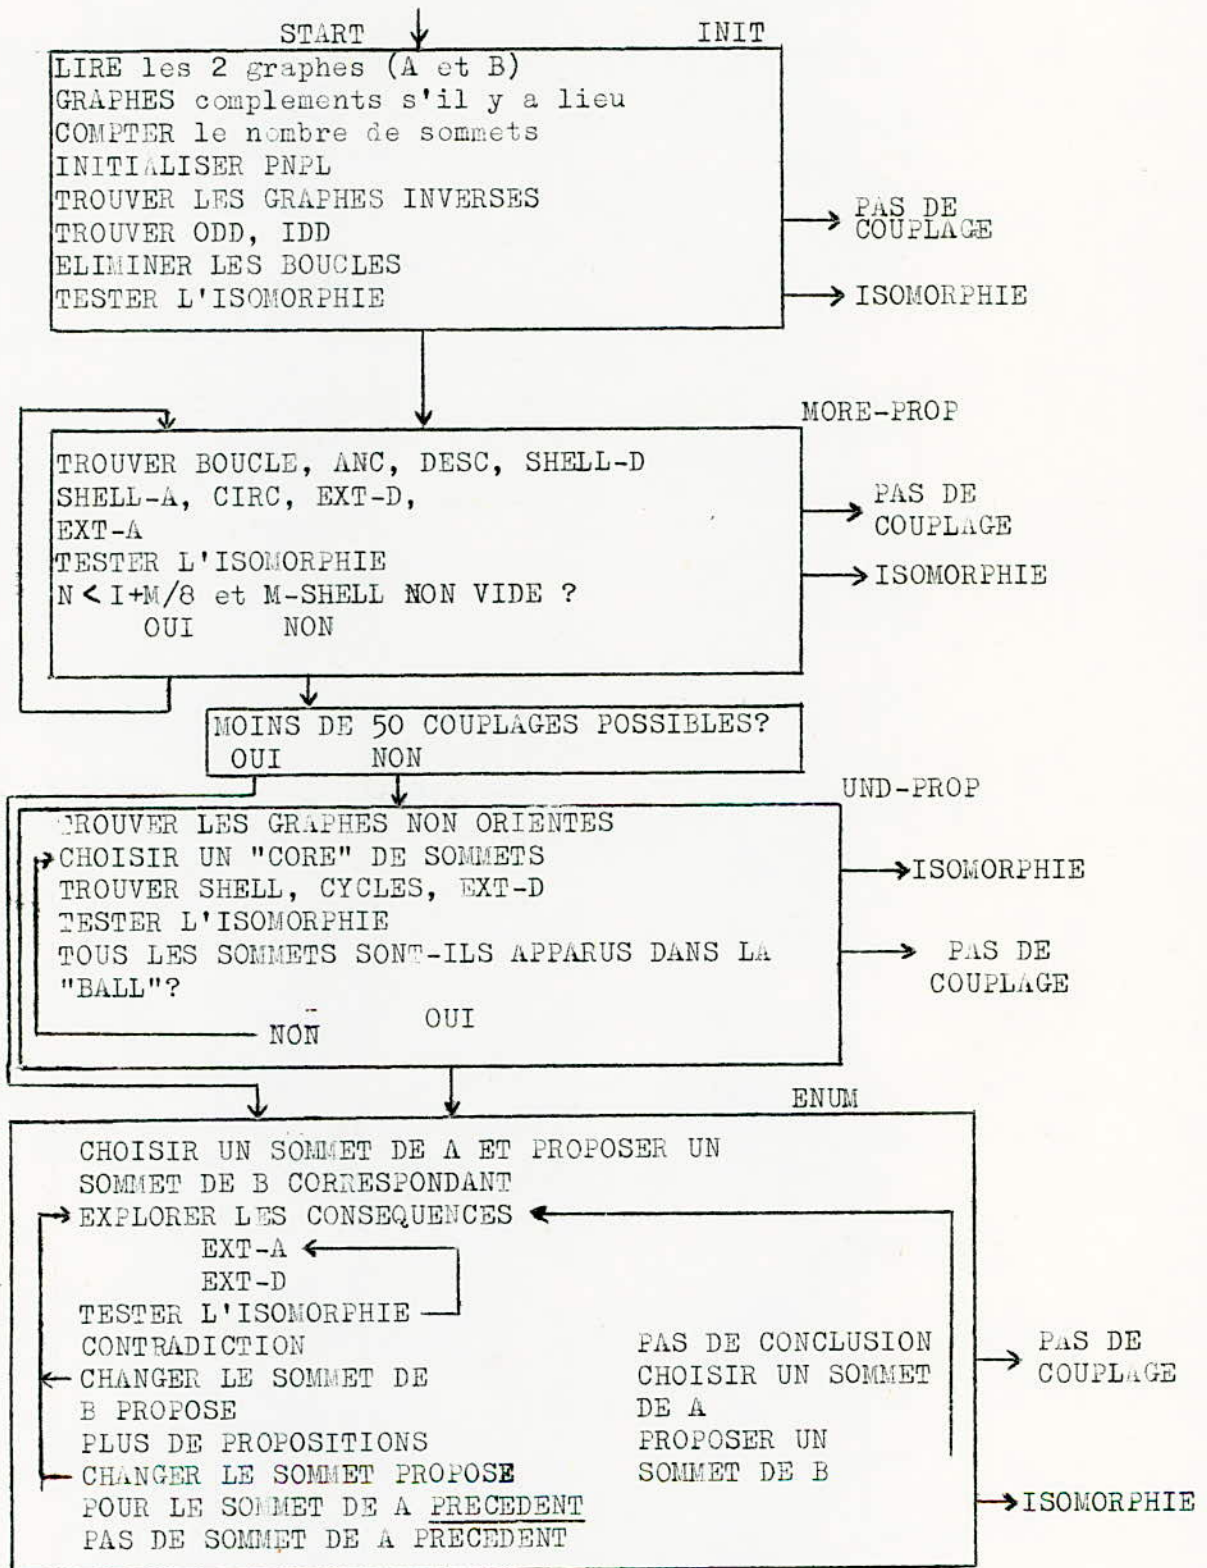 START INIT
LIRE les 2 graphes (A et B)
GRAPHES complements s'il y a lieu
COMPTER le nombre de sommets
INITIALISER PNPL
TROUVER LES GRAPHES INVERSES
TROUVER ODD, IDD
ELIMINER LES BOUCLES
TESTER L'ISOMORPHIE
PAS DE
COUPLAGE
ISOMORPHIE
MORE-PROP
TROUVER BOUCLE, ANC, DESC, SHELL-D
SHELL-A, CIRC, EXT-D,
EXT-A
TESTER L'ISOMORPHIE
N < I+M/8 et M-SHELL NON VIDE ?
OUI NON
PAS DE
COUPLAGE
ISOMORPHIE
MOINS DE 50 COUPLAGES POSSIBLES?
OUI NON
UND-PROP
TROUVER LES GRAPHES NON ORIENTES
CHOISIR UN "CORE" DE SOMMETS
TROUVER SHELL, CYCLES, EXT-D
TESTER L'ISOMORPHIE
TOUS LES SOMMETS SONT-ILS APPARUS DANS LA
"BALL"?
NON OUI
ISOMORPHIE
PAS DE
COUPLAGE
ENUM
CHOISIR UN SOMMET DE A ET PROPOSER UN
SOMMET DE B CORRESPONDANT
EXPLORER LES CONSEQUENCES
EXT-A
EXT-D
TESTER L'ISOMORPHIE
CONTRADICTION
CHANGER LE SOMMET DE
B PROPOSE
PLUS DE PROPOSITIONS
CHANGER LE SOMMET PROPOSE
POUR LE SOMMET DE A PRECEDENT
PAS DE SOMMET DE A PRECEDENT
PAS DE CONCLUSION
CHOISIR UN SOMMET
DE A
PROPOSER UN
SOMMET DE B
PAS DE
COUPLAGE
ISOMORPHIE